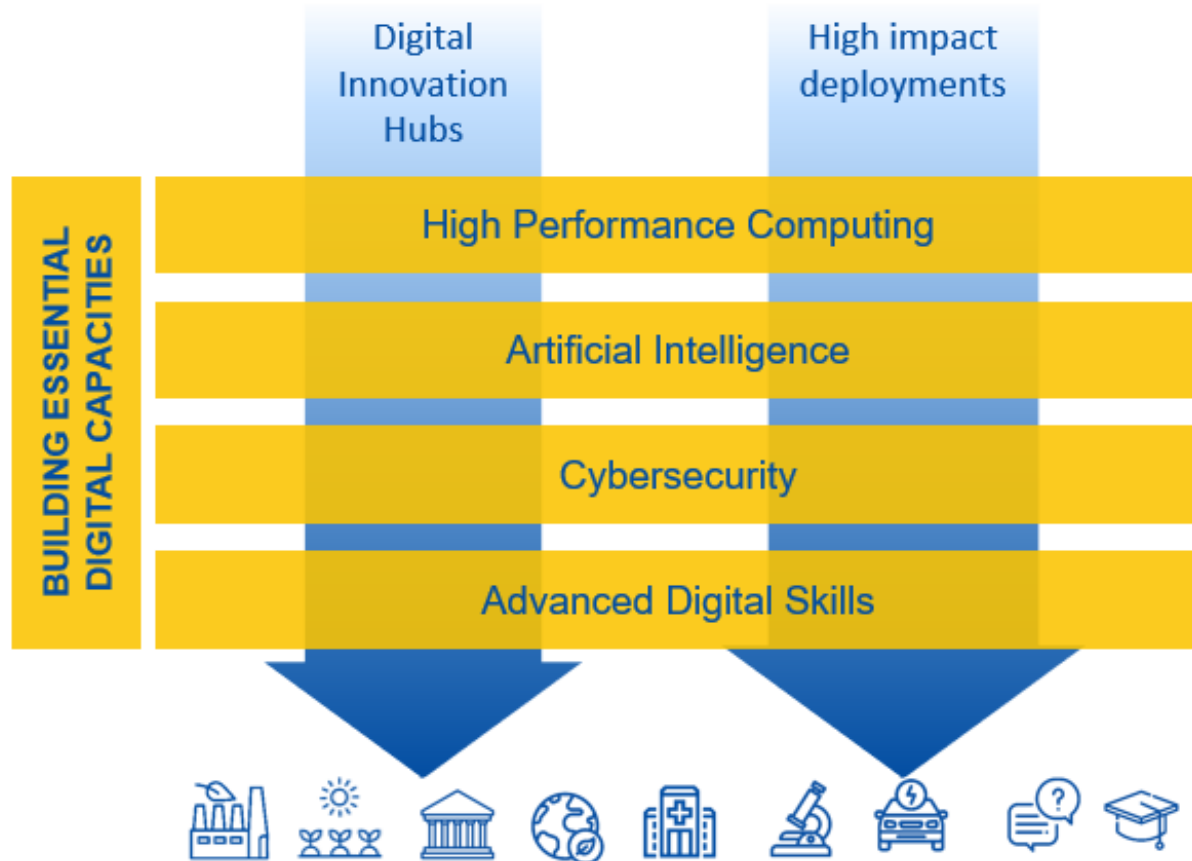 Digital
Innovation
Hubs
High impact
deployments
BUILDING ESSENTIAL
DIGITAL CAPACITIES
High Performance Computing
Artificial Intelligence
Cybersecurity
Advanced Digital Skills
?